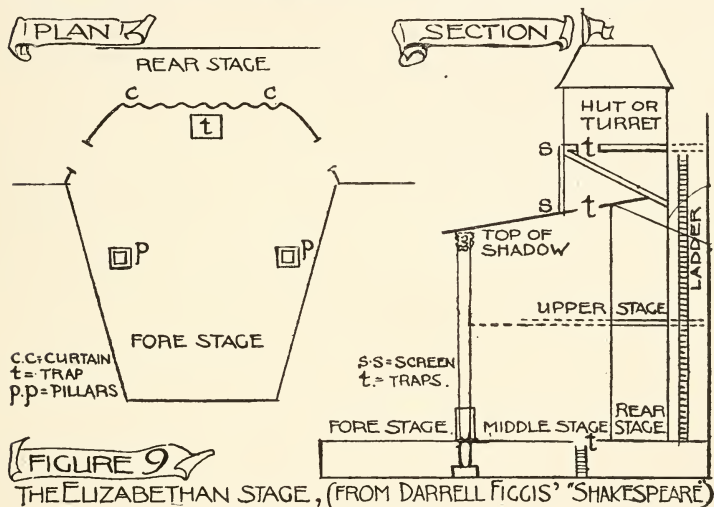 PLAN
REAR STAGE
c c
t
p p
FORE STAGE
c.c=CURTAIN
t=TRAP
p.p=PILLARS
SECTION
HUT OR
TURRET
s t
s t
TOP OF
SHADOW
LADDER
UPPER STAGE
s.s=SCREEN
t.=TRAPS.
REAR
FORE STAGE MIDDLE STAGE STAGE
t
FIGURE 9
THE ELIZABETHAN STAGE, (FROM DARRELL FIGGIS' "SHAKESPEARE")